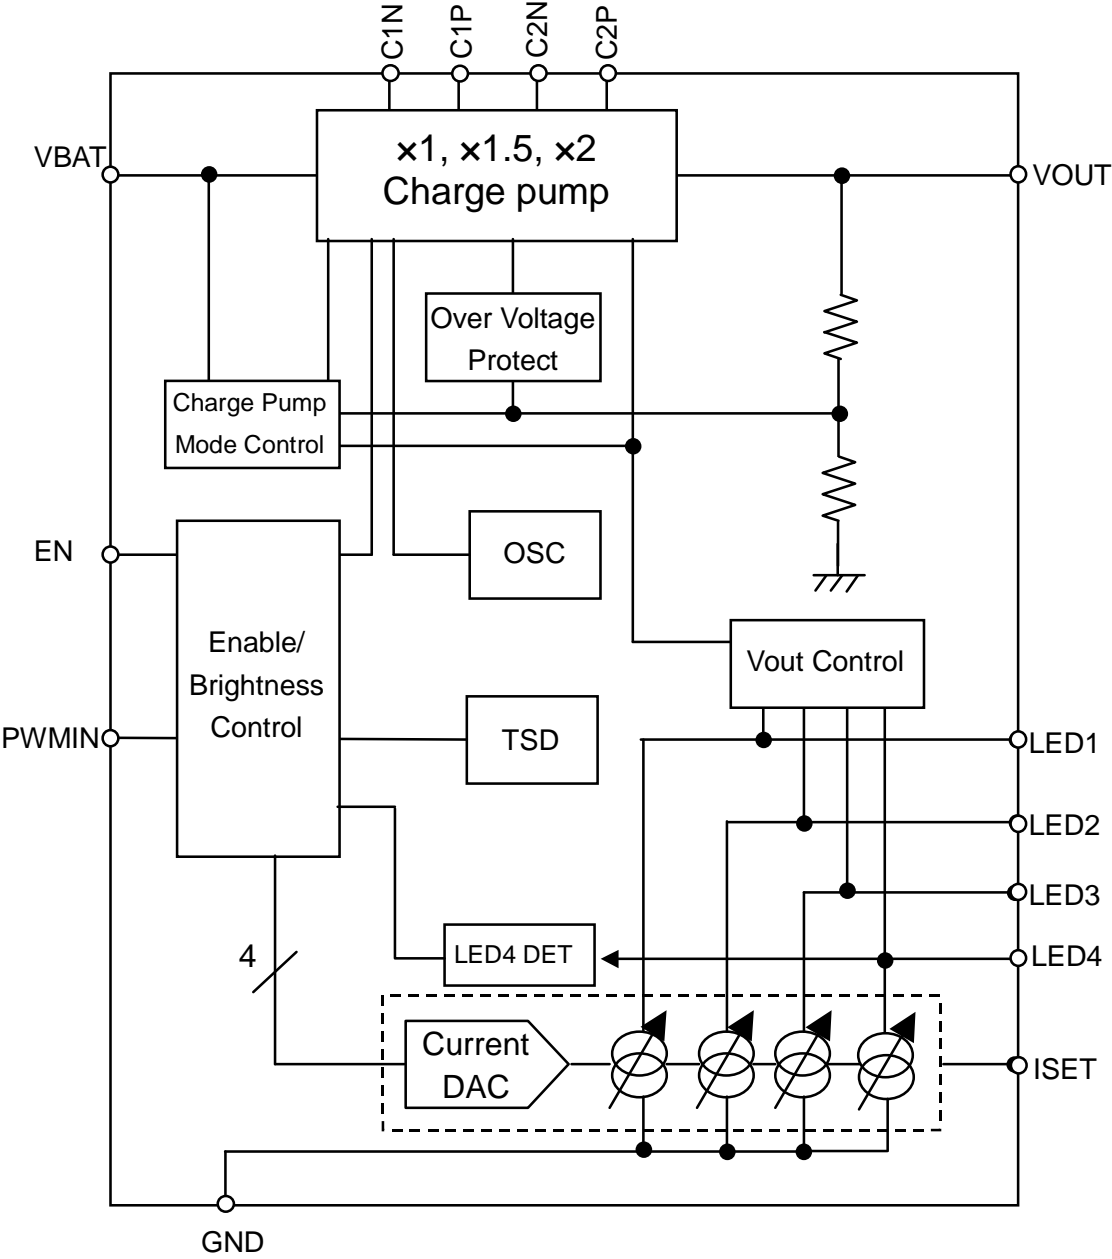 C1N
C1P
C2N
C2P
VBAT
×1, ×1.5, ×2
Charge pump
VOUT
Over Voltage
Protect
Charge Pump
Mode Control
EN
OSC
Enable/
Brightness
Control
Vout Control
PWMIN
TSD
LED1
LED2
LED3
LED4 DET
LED4
4
Current
DAC
ISET
GND